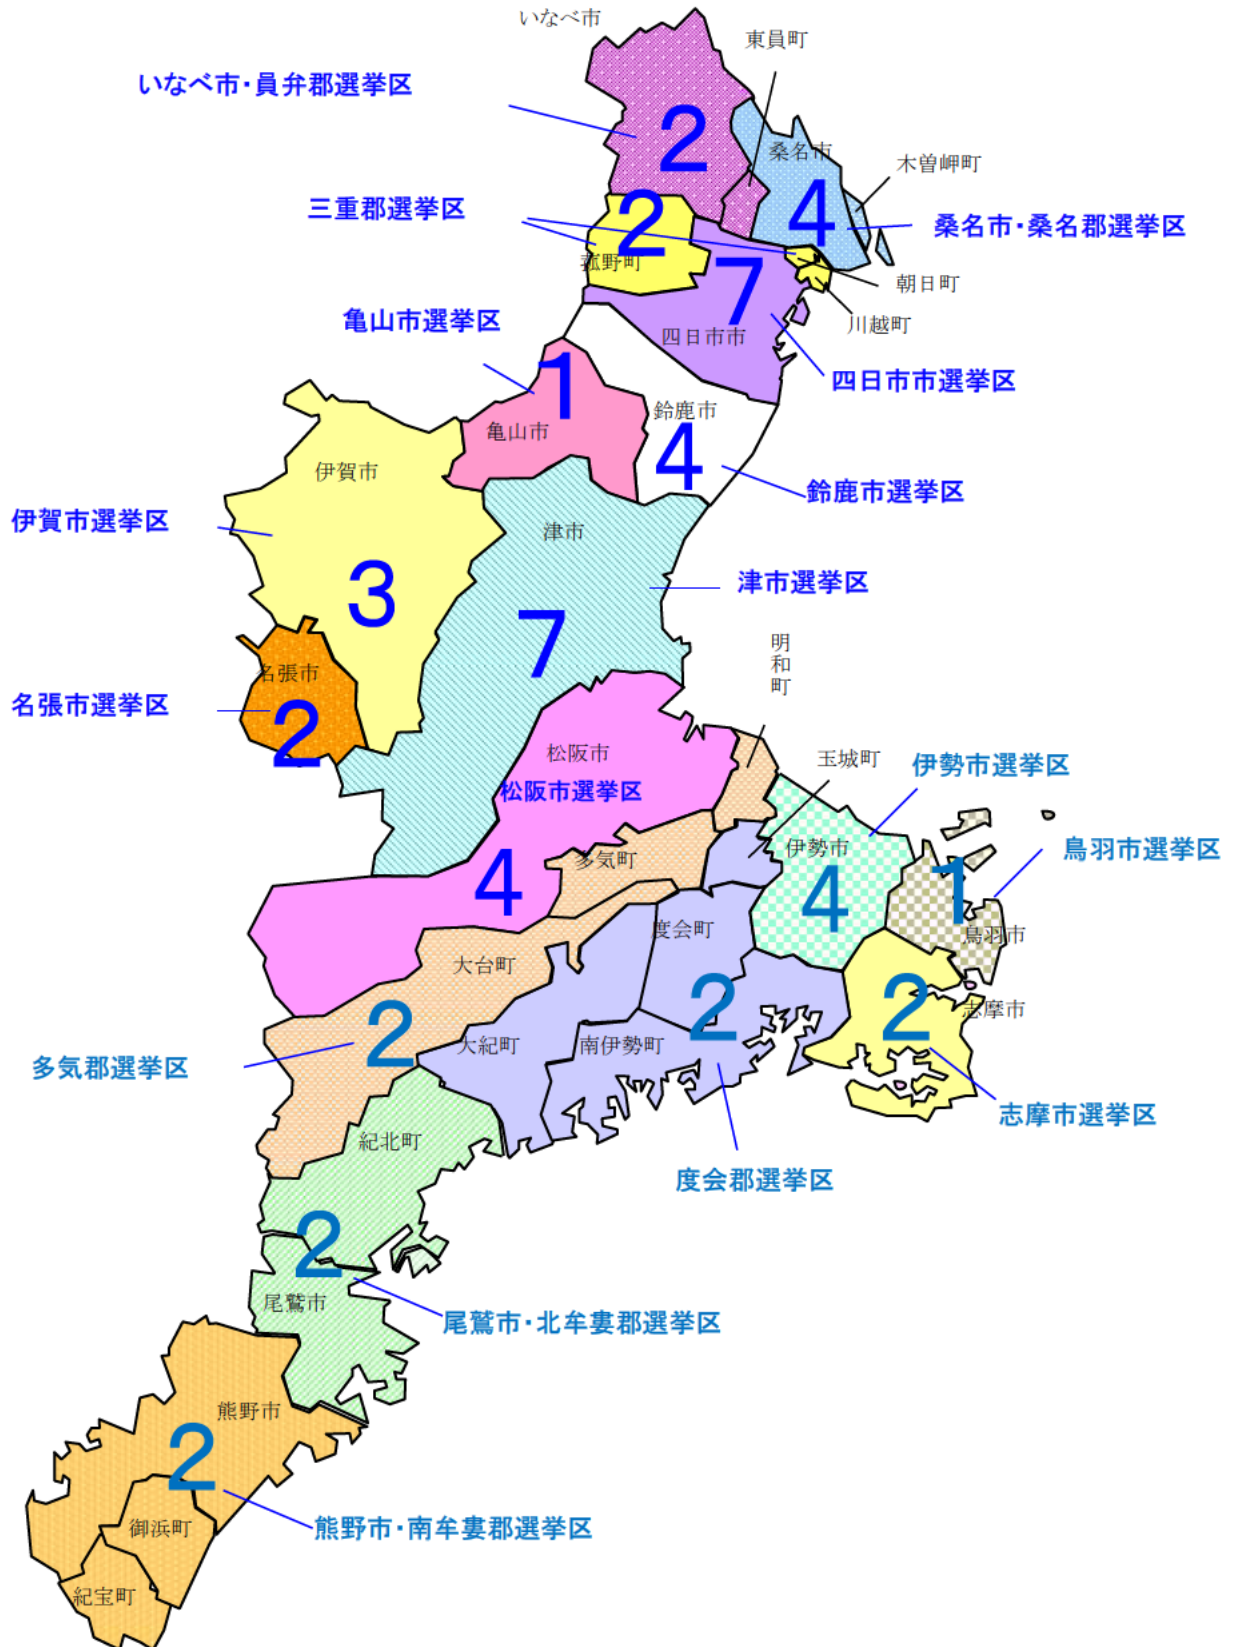 いなべ市
東員町
いなべ市・員弁郡選挙区
2
桑名市
木曽岬町
三重郡選挙区
2
4
桑名市・桑名郡選挙区
菰野町
7
朝日町
亀山市選挙区
川越町
四日市市
四日市市選挙区
1
鈴鹿市
亀山市
4
伊賀市
鈴鹿市選挙区
伊賀市選挙区
津市
3
津市選挙区
7
明和町
名張市
名張市選挙区
2
松阪市
玉城町
伊勢市選挙区
松阪市選挙区
多気町
伊勢市
鳥羽市選挙区
4
4
1
度会町
鳥羽市
大台町
2
2
2
志摩市
大紀町
南伊勢町
多気郡選挙区
志摩市選挙区
紀北町
度会郡選挙区
2
尾鷲市
尾鷲市・北牟婁郡選挙区
熊野市
2
御浜町
熊野市・南牟婁郡選挙区
紀宝町